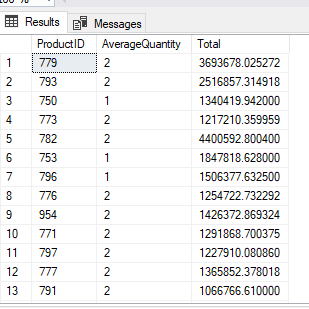 Results Messages
ProductID AverageQuantity Total
1 779 2 3693678.025272
2 793 2 2516857.314918
3 750 1 1340419.942000
4 773 2 1217210.359959
5 782 2 4400592.800400
6 753 1 1847818.628000
7 796 1 1506377.632500
8 776 2 1254722.732292
9 954 2 1426372.869324
10 771 2 1291868.700375
11 797 2 1227910.080860
12 777 2 1365852.378018
13 791 2 1066766.610000